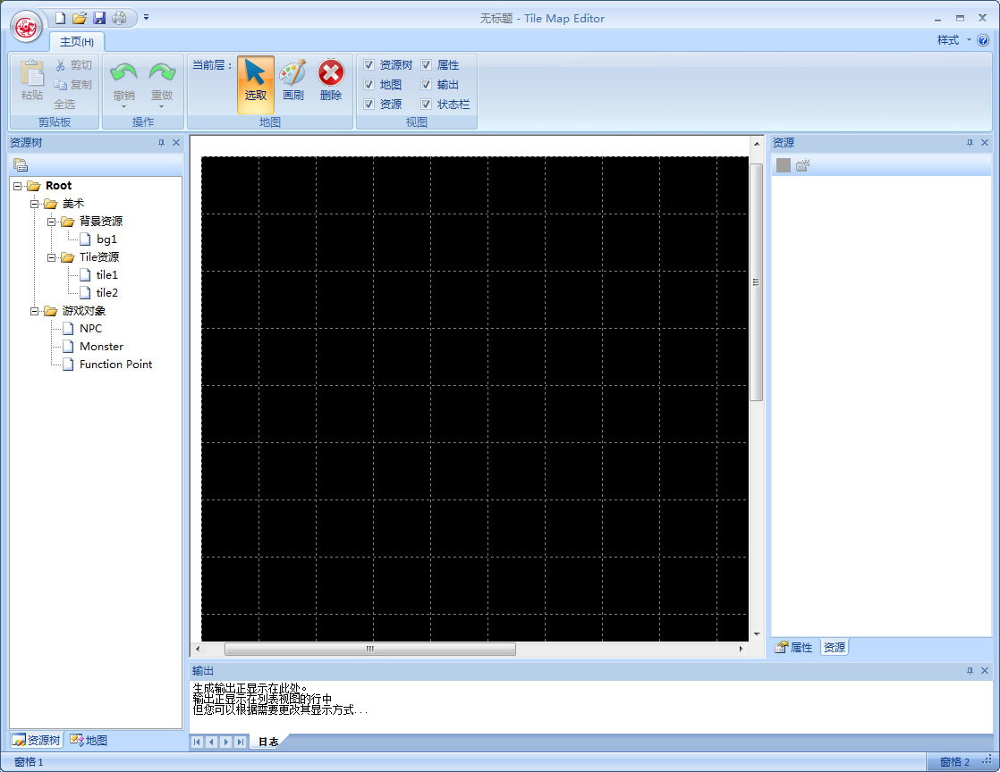 无标题 - Tile Map Editor
主页(H)
样式
粘贴
剪切
复制
全选
剪贴板
撤销
重做
操作
当前层：
选取
画刷
删除
地图
资源树
属性
地图
输出
资源
状态栏
视图
资源树
Root
美术
背景资源
bg1
Tile资源
tile1
tile2
游戏对象
NPC
Monster
Function Point
资源树
地图
资源
属性
资源
输出
生成输出正显示在此处。
输出正显示在列表视图的行中
但您可以根据需要更改其显示方式...
日志
窗格 1
窗格 2